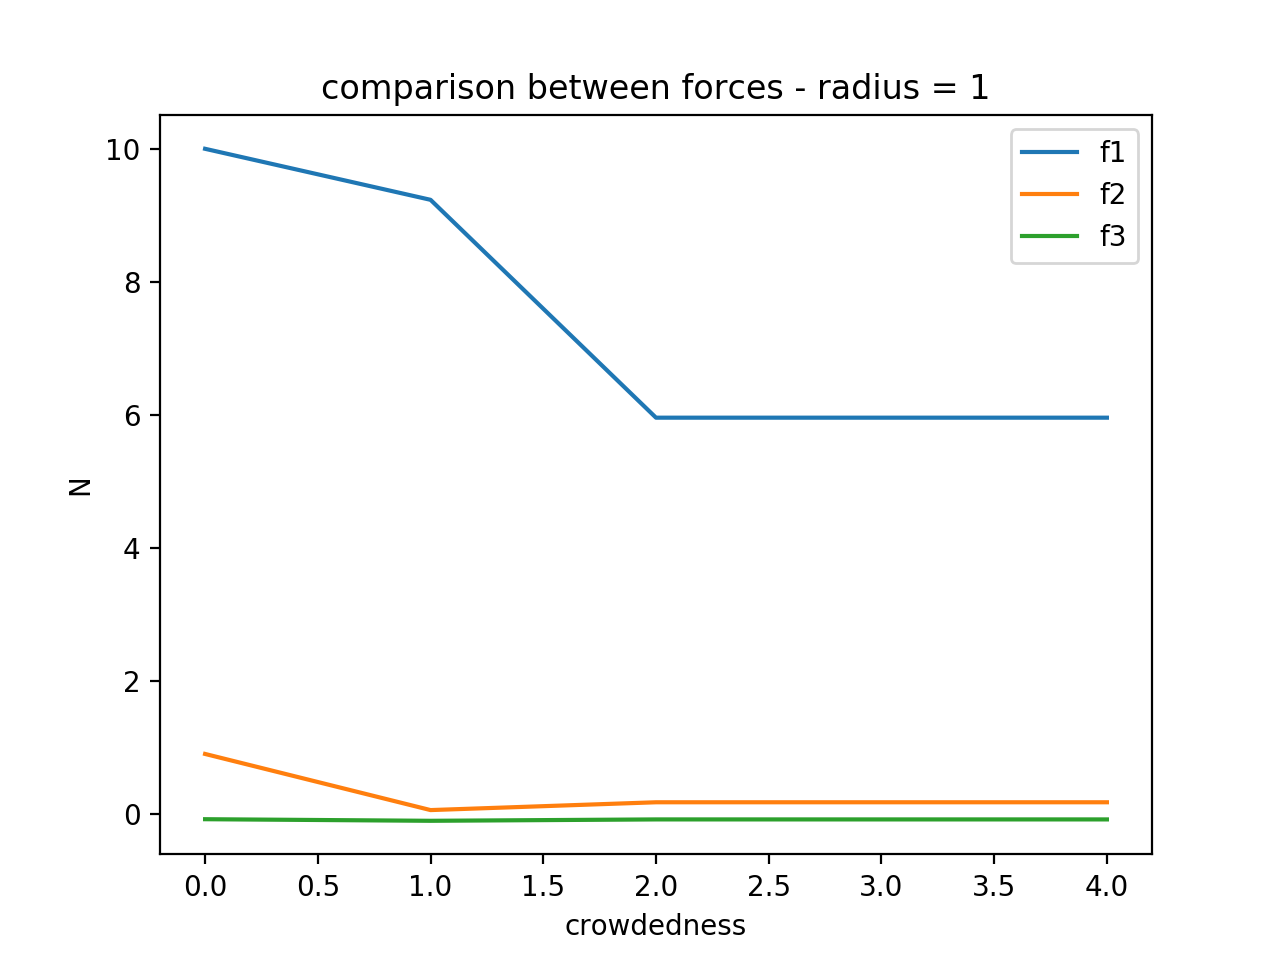 comparison between forces - radius = 1
f1
f2
f3
10
8
6
4
2
0
N
0.0 0.5 1.0 1.5 2.0 2.5 3.0 3.5 4.0
crowdedness